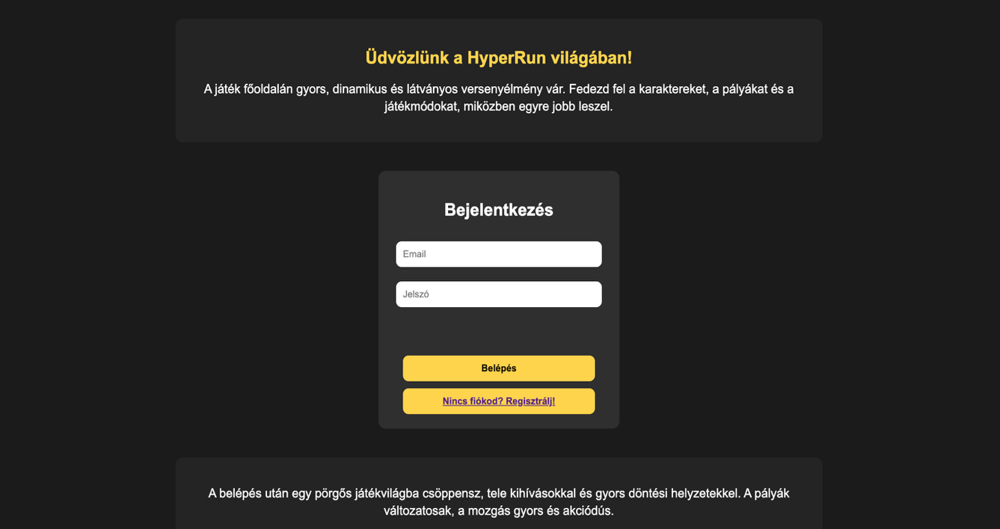 Üdvözlünk a HyperRun világában!
A játék főoldalán gyors, dinamikus és látványos versenyélmény vár. Fedezd fel a karaktereket, a pályákat és a
játékmódokat, miközben egyre jobb leszel.
Bejelentkezés
Email
Jelszó
Belépés
Nincs fiókod? Regisztrálj!
A belépés után egy pörgős játékvilágba csöppensz, tele kihívásokkal és gyors döntési helyzetekkel. A pályák
változatosak, a mozgás gyors és akciódús.